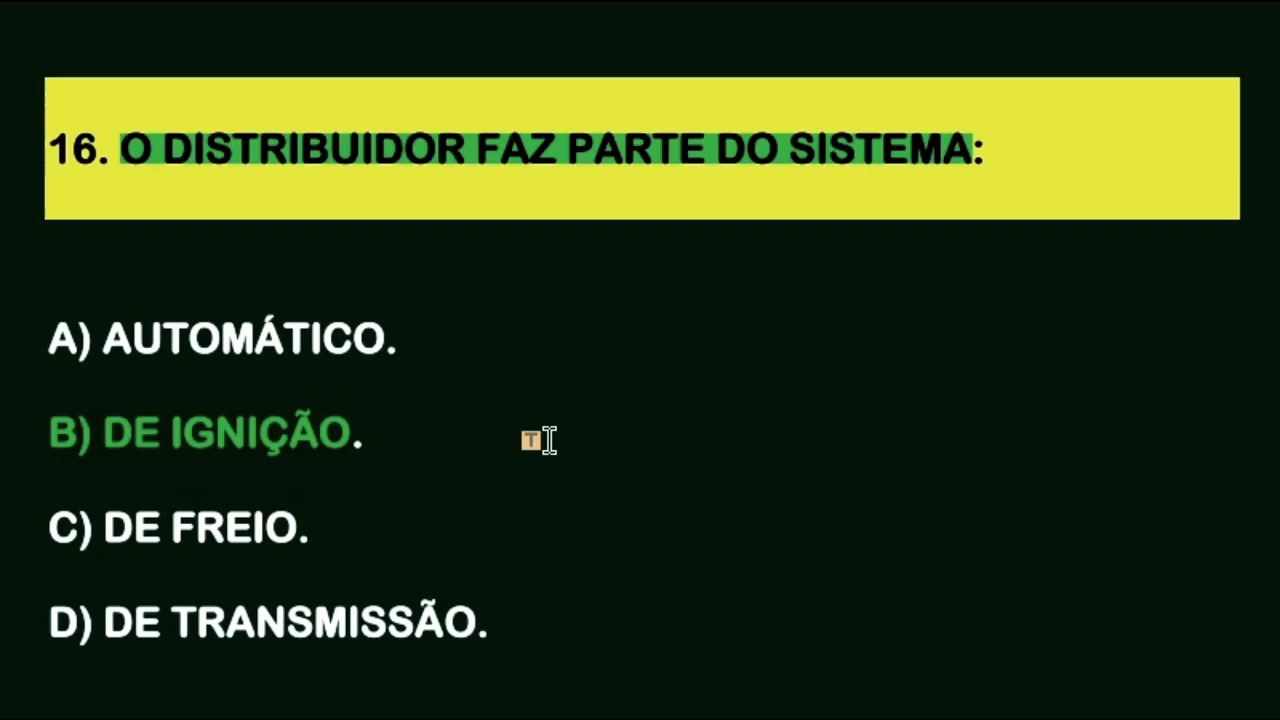 16. O DISTRIBUIDOR FAZ PARTE DO SISTEMA:
A) AUTOMÁTICO.
B) DE IGNIÇÃO.
C) DE FREIO.
D) DE TRANSMISSÃO.
T